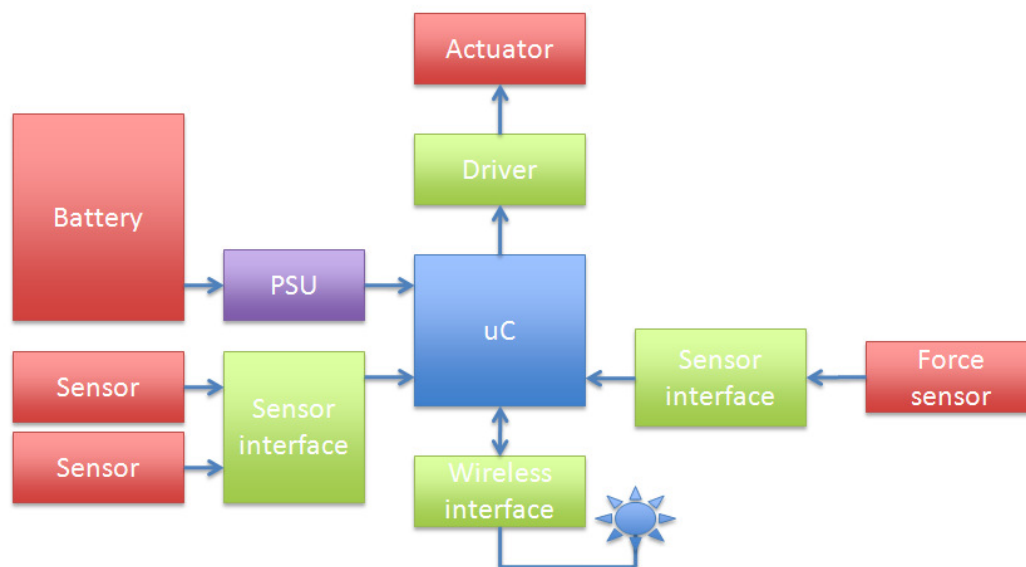 Actuator
Driver
Battery
PSU
uC
Sensor
interface
Force
sensor
Sensor
Sensor
interface
Sensor
Wireless
interface